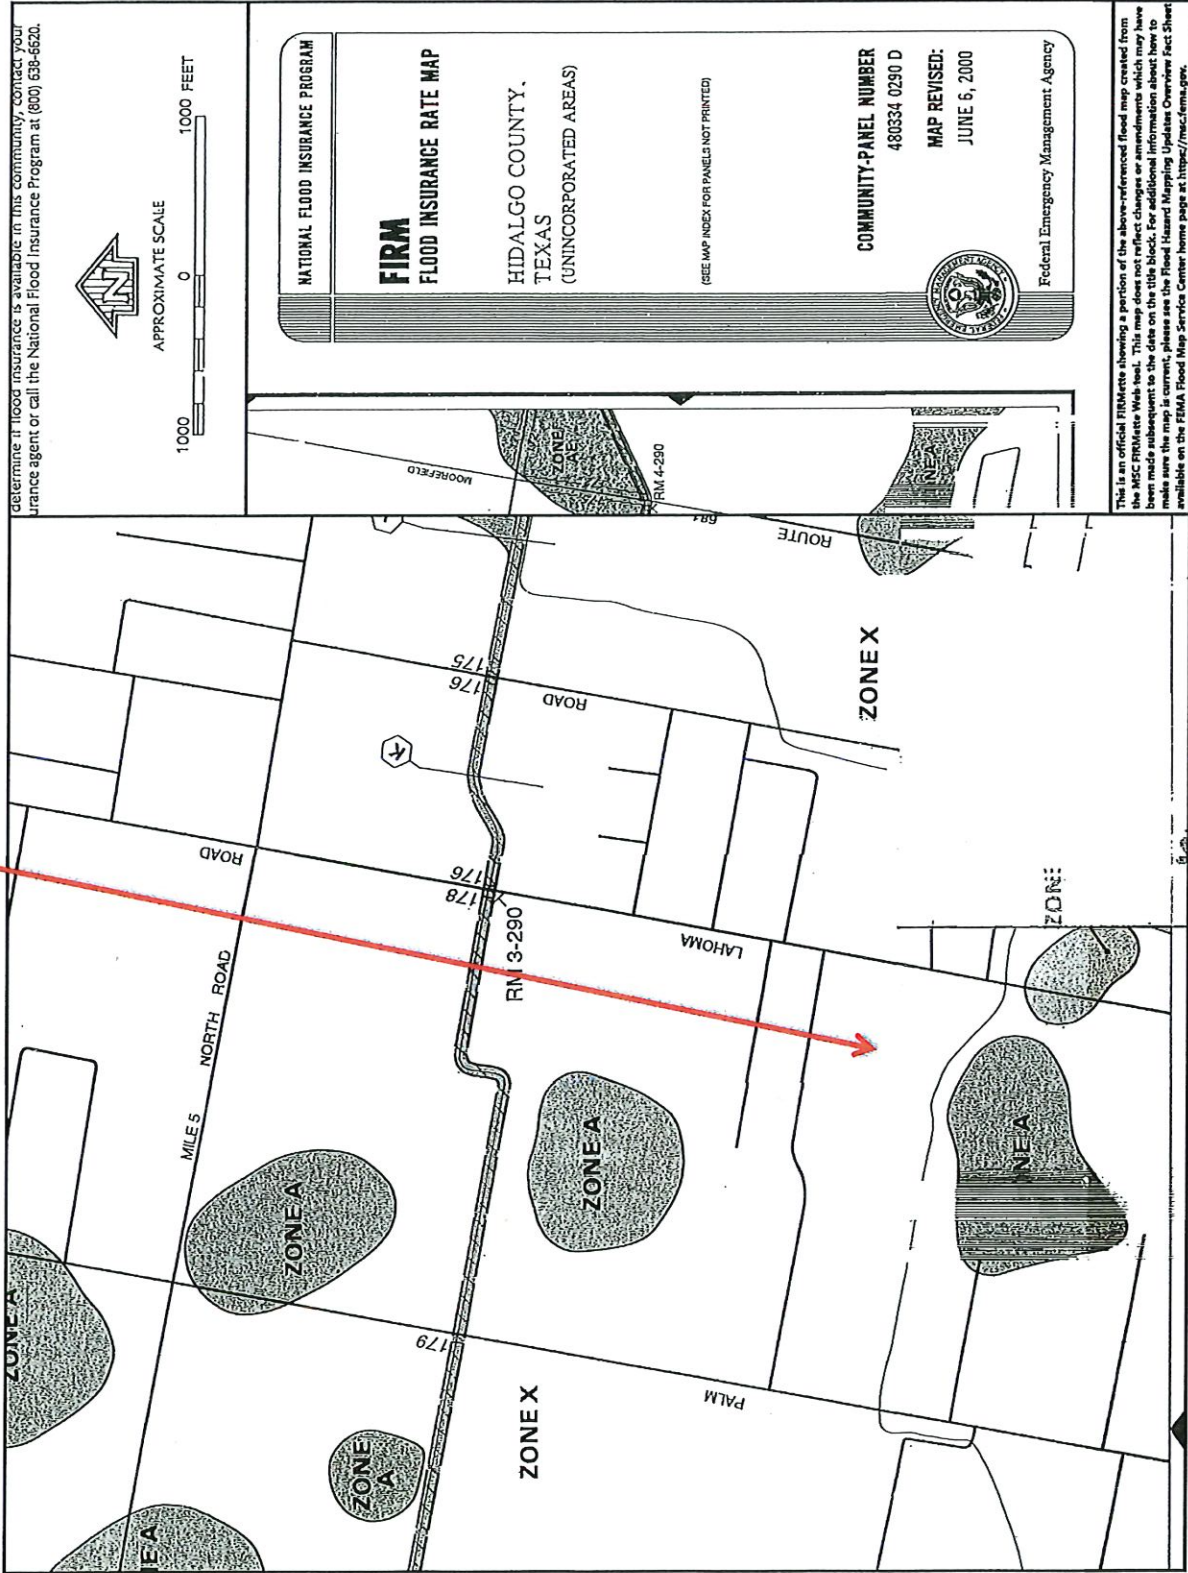 determine if flood insurance is available in this community, contact your
urance agent or call the National Flood Insurance Program at (800) 638-6620.
N
APPROXIMATE SCALE
1000 0 1000 FEET
NATIONAL FLOOD INSURANCE PROGRAM
FIRM
FLOOD INSURANCE RATE MAP
HIDALGO COUNTY,
TEXAS
(UNINCORPORATED AREAS)
(SEE MAP INDEX FOR PANELS NOT PRINTED)
COMMUNITY-PANEL NUMBER
480334 0290 D
MAP REVISED:
JUNE 6, 2000
FEDERAL EMERGENCY MANAGEMENT AGENCY
Federal Emergency Management Agency
This is an official FIRMette showing a portion of the above-referenced flood map created from
the MSC FIRMette Web tool. This map does not reflect changes or amendments which may have
been made subsequent to the date on the title block. For additional information about how to
make sure the map is current, please see the Flood Hazard Mapping Updates Overview Fact Sheet
available on the FEMA Flood Map Service Center home page at https://msc.fema.gov.
MOOREFIELD
ZONE
AE
RM 4-290
NE A
681
ROUTE
175
176
ROAD
K
ZONE X
ROAD
176
178
RM 3-290
LAHOMA
ZONE
MILE 5 NORTH ROAD
ZONE A
ZONE A
NE A
ZONE A
179
PALM
ZONE X
ZONE
A
NE A